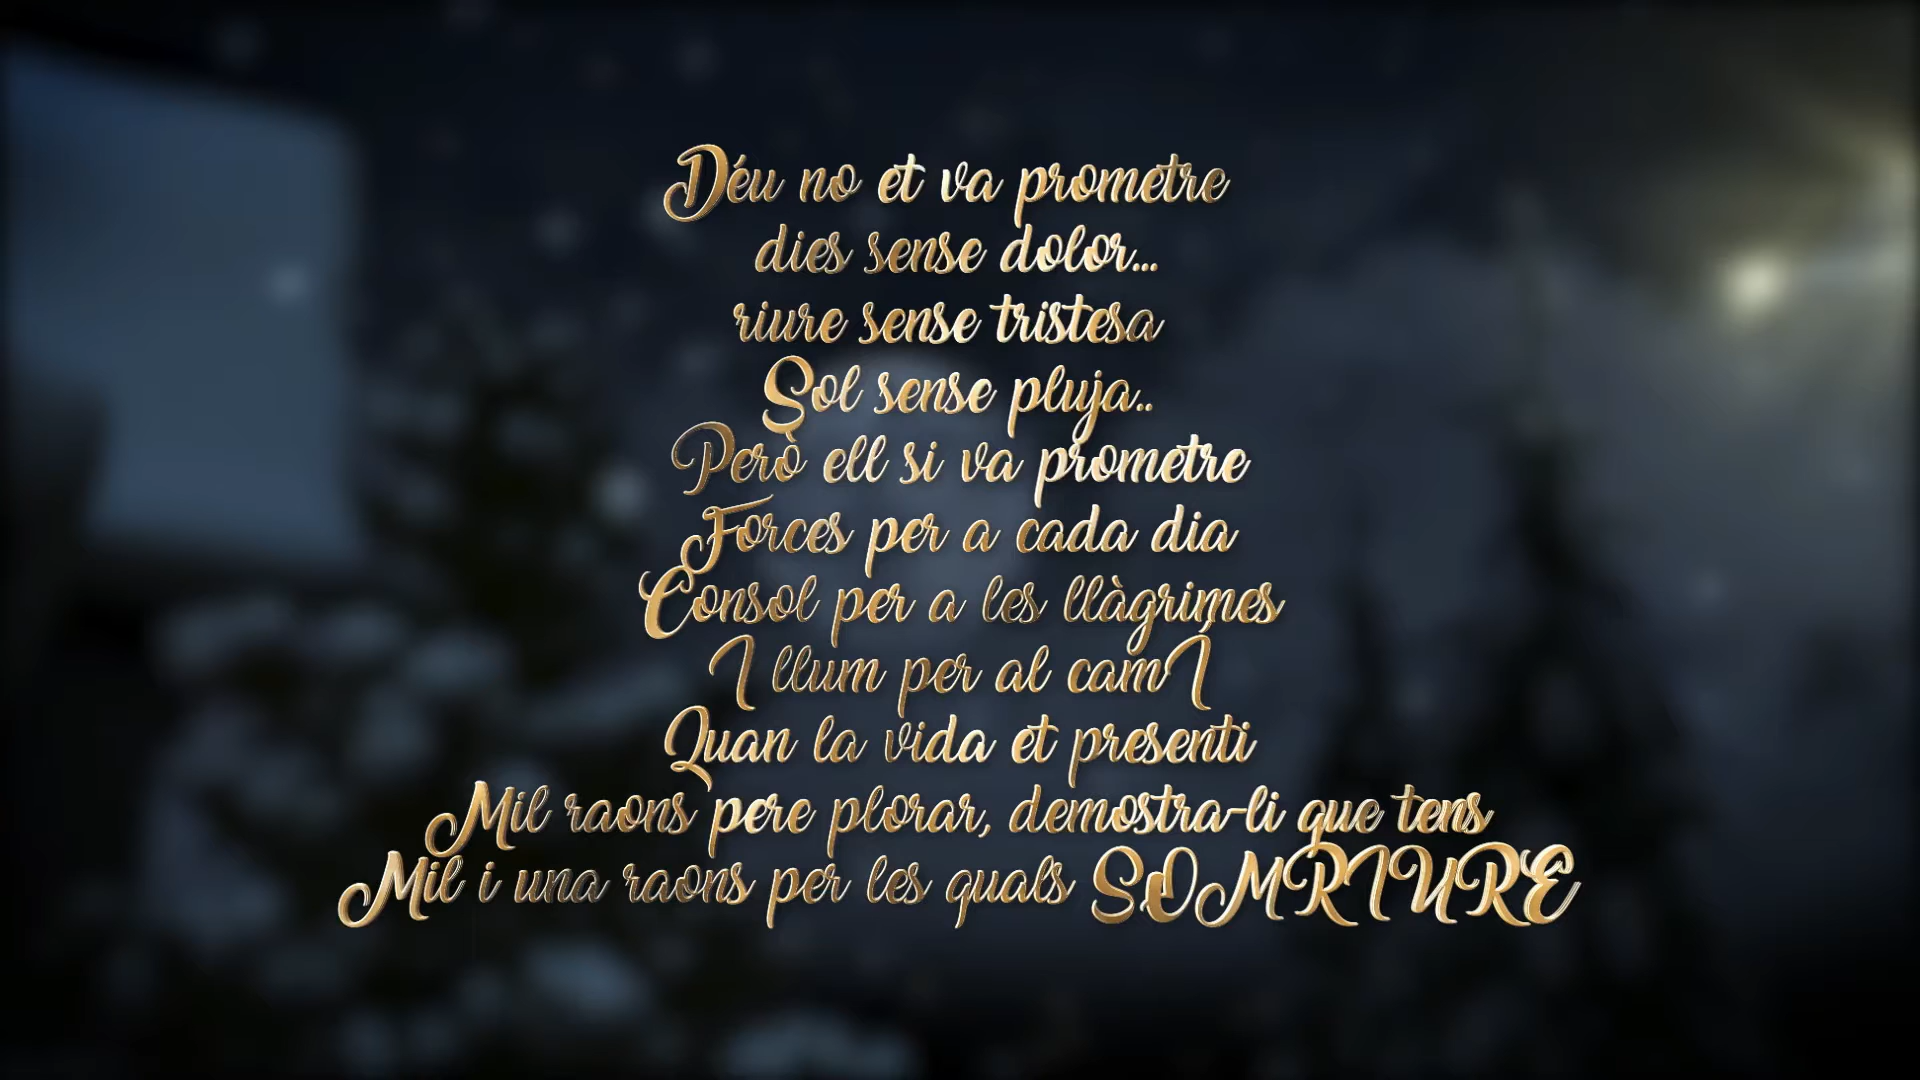 Déu no et va prometre
dies sense dolor...
riure sense tristesa
Sol sense pluja..
Però ell si va prometre
Forces per a cada dia
Consol per a les llàgrimes
I llum per al camÍ
Quan la vida et presenti
Mil raons pere plorar, demostra-li que tens
Mil i una raons per les quals SOMRIURE